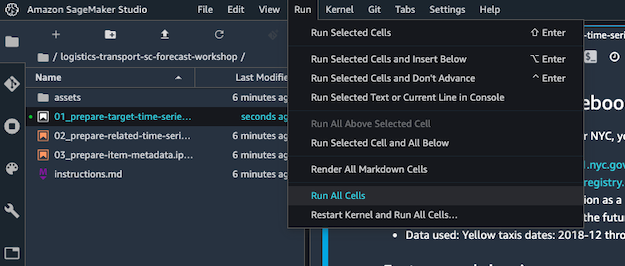 Amazon SageMaker Studio File Edit View Run Kernel Git Tabs Settings Help
/ logistics-transport-sc-forecast-workshop /
Name Last Modifie
assets 6 minutes ag
01_prepare-target-time-serie... seconds ag
02_prepare-related-time-seri... 6 minutes ag
03_prepare-item-metadata.ip... 6 minutes ag
instructions.md 6 minutes ag
Run Selected Cells ⇧ Enter
Run Selected Cells and Insert Below ⌥ Enter
Run Selected Cells and Don't Advance ^ Enter
Run Selected Text or Current Line in Console
Run All Above Selected Cell
Run Selected Cell and All Below
Render All Markdown Cells
Run All Cells
Restart Kernel and Run All Cells...
-time-serie
eboo
r NYC, ye
1.nyc.gov
registry.
ion as a
the futur
• Data used: Yellow taxis dates: 2018-12 thro